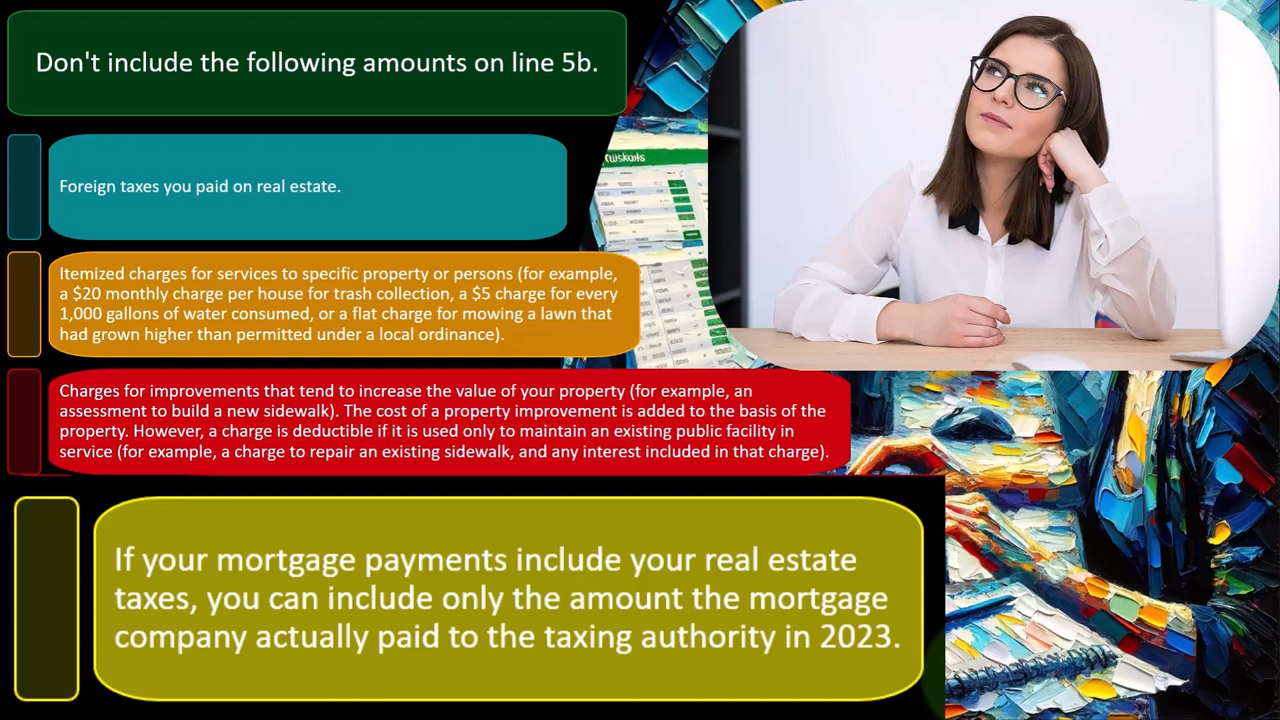 Don't include the following amounts on line 5b.
Foreign taxes you paid on real estate.
Itemized charges for services to specific property or persons (for example,
a $20 monthly charge per house for trash collection, a $5 charge for every
1,000 gallons of water consumed, or a flat charge for mowing a lawn that
had grown higher than permitted under a local ordinance).
Charges for improvements that tend to increase the value of your property (for example, an
assessment to build a new sidewalk). The cost of a property improvement is added to the basis of the
property. However, a charge is deductible if it is used only to maintain an existing public facility in
service (for example, a charge to repair an existing sidewalk, and any interest included in that charge).
If your mortgage payments include your real estate
taxes, you can include only the amount the mortgage
company actually paid to the taxing authority in 2023.